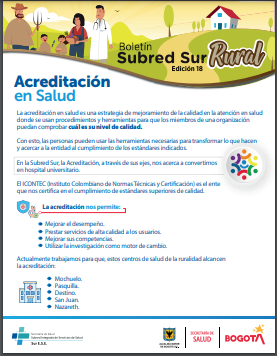 Boletín
Subred Sur Rural
Edición 18
Acreditación
en Salud
La acreditación en salud es una estrategia de mejoramiento de la calidad en la atención en salud
donde se usan procedimientos y herramientas para que los miembros de una organización
puedan comprobar cuál es su nivel de calidad.
Con esto, las personas pueden usar las herramientas necesarias para transformar lo que hacen
y acercar a la entidad al cumplimiento de los estándares indicados.
En la Subred Sur, la Acreditación, a través de sus ejes, nos acerca a convertirnos
en hospital universitario.
El ICONTEC (Instituto Colombiano de Normas Técnicas y Certificación) es el ente
que nos certifica en el cumplimiento de estándares superiores de calidad.
La acreditación nos permite:
Mejorar el desempeño.
Prestar servicios de alta calidad a los usuarios.
Mejorar sus competencias.
Utilizar la investigación como motor de cambio.
Actualmente trabajamos para que, estos centros de salud de la ruralidad alcancen
la acreditación:
Mochuelo.
Pasquilla.
Destino.
San Juan.
Nazareth.
Secretaría de Salud
Subred Integrada de Servicios de Salud
Sur E.S.E.
ALCALDÍA MAYOR
DE BOGOTÁ D.C.
SECRETARÍA DE
SALUD
BOGOTÁ